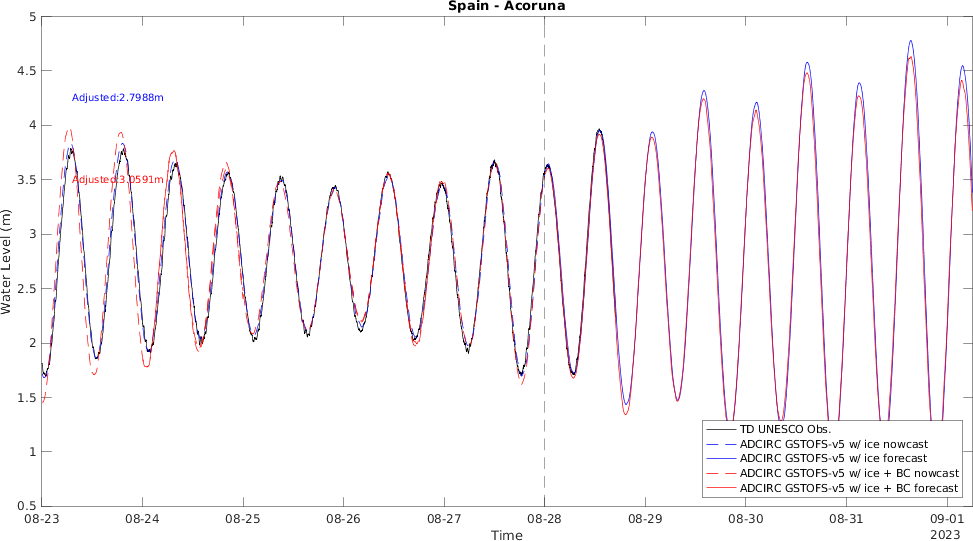 Spain - Acoruna
5
4.5
4
3.5
3
2.5
2
1.5
1
0.5
Water Level (m)
Adjusted:2.7988m
Adjusted:3.0591m
TD UNESCO Obs.
ADCIRC GSTOFS-v5 w/ ice nowcast
ADCIRC GSTOFS-v5 w/ ice forecast
ADCIRC GSTOFS-v5 w/ ice + BC nowcast
ADCIRC GSTOFS-v5 w/ ice + BC forecast
08-23 08-24 08-25 08-26 08-27 08-28 08-29 08-30 08-31 09-01
2023
Time